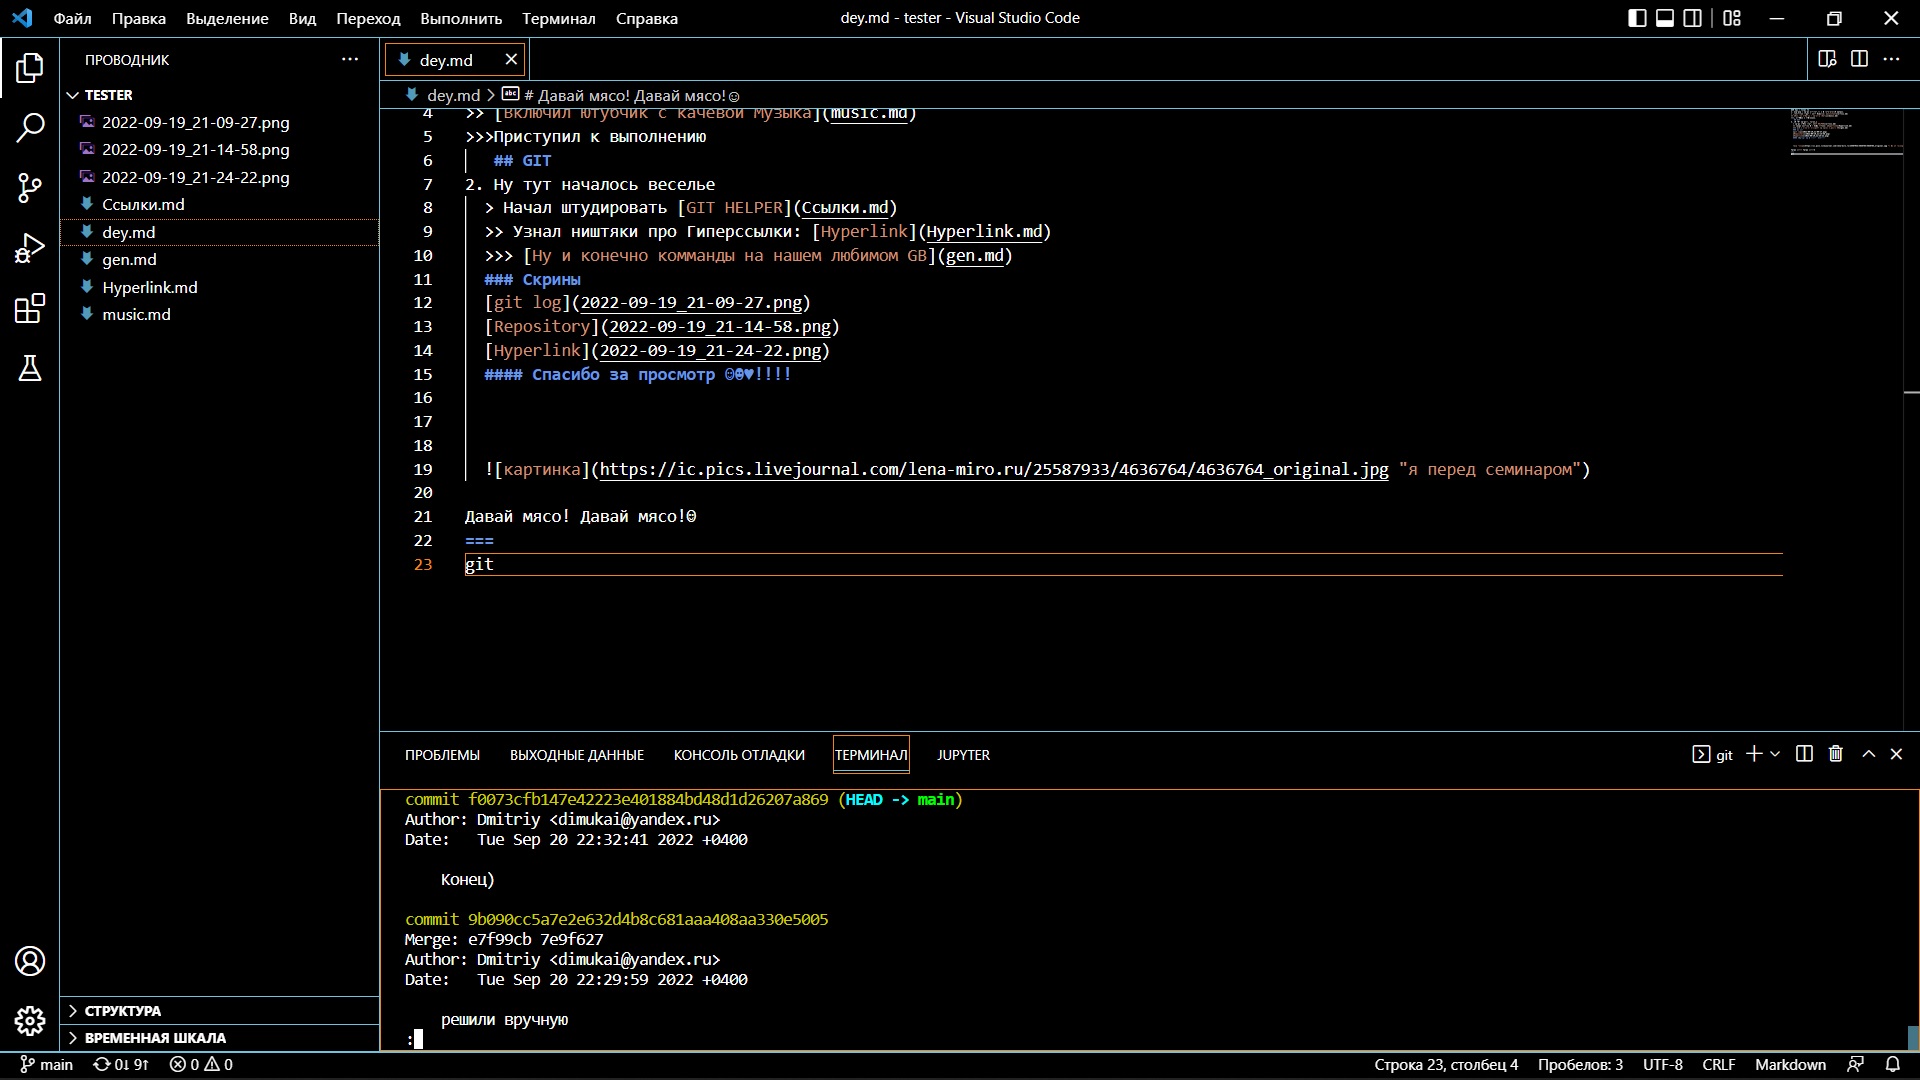 Файл Правка Выделение Вид Переход Выполнить Терминал Справка
dey.md - tester - Visual Studio Code
ПРОВОДНИК
TESTER
2022-09-19_21-09-27.png
2022-09-19_21-14-58.png
2022-09-19_21-24-22.png
Ссылки.md
dey.md
gen.md
Hyperlink.md
music.md
СТРУКТУРА
ВРЕМЕННАЯ ШКАЛА
dey.md
dey.md > # Давай мясо! Давай мясо!☺
4 >> [Включил ютубчик с качевой музыка](music.md)
5 >>>Приступил к выполнению
6 ## GIT
7 2. Ну тут началось веселье
8 > Начал штудировать [GIT HELPER](Ссылки.md)
9 >> Узнал ништяки про Гиперссылки: [Hyperlink](Hyperlink.md)
10 >>> [Ну и конечно комманды на нашем любимом GB](gen.md)
11 ### Скрины
12 [git log](2022-09-19_21-09-27.png)
13 [Repository](2022-09-19_21-14-58.png)
14 [Hyperlink](2022-09-19_21-24-22.png)
15 #### Спасибо за просмотр ☺☻♥!!!!
16
17
18
19 ![картинка](https://ic.pics.livejournal.com/lena-miro.ru/25587933/4636764/4636764_original.jpg "я перед семинаром")
20
21 Давай мясо! Давай мясо!☺
22 ===
23 git
ПРОБЛЕМЫ ВЫХОДНЫЕ ДАННЫЕ КОНСОЛЬ ОТЛАДКИ ТЕРМИНАЛ JUPYTER
git
commit f0073cfb147e42223e401884bd48d1d26207a869 (HEAD -> main)
Author: Dmitriy <dimukai@yandex.ru>
Date: Tue Sep 20 22:32:41 2022 +0400
Конец)
commit 9b090cc5a7e2e632d4b8c681aaa408aa330e5005
Merge: e7f99cb 7e9f627
Author: Dmitriy <dimukai@yandex.ru>
Date: Tue Sep 20 22:29:59 2022 +0400
решили вручную
:
main 0↓ 9↑ 0 0
Строка 23, столбец 4 Пробелов: 3 UTF-8 CRLF Markdown